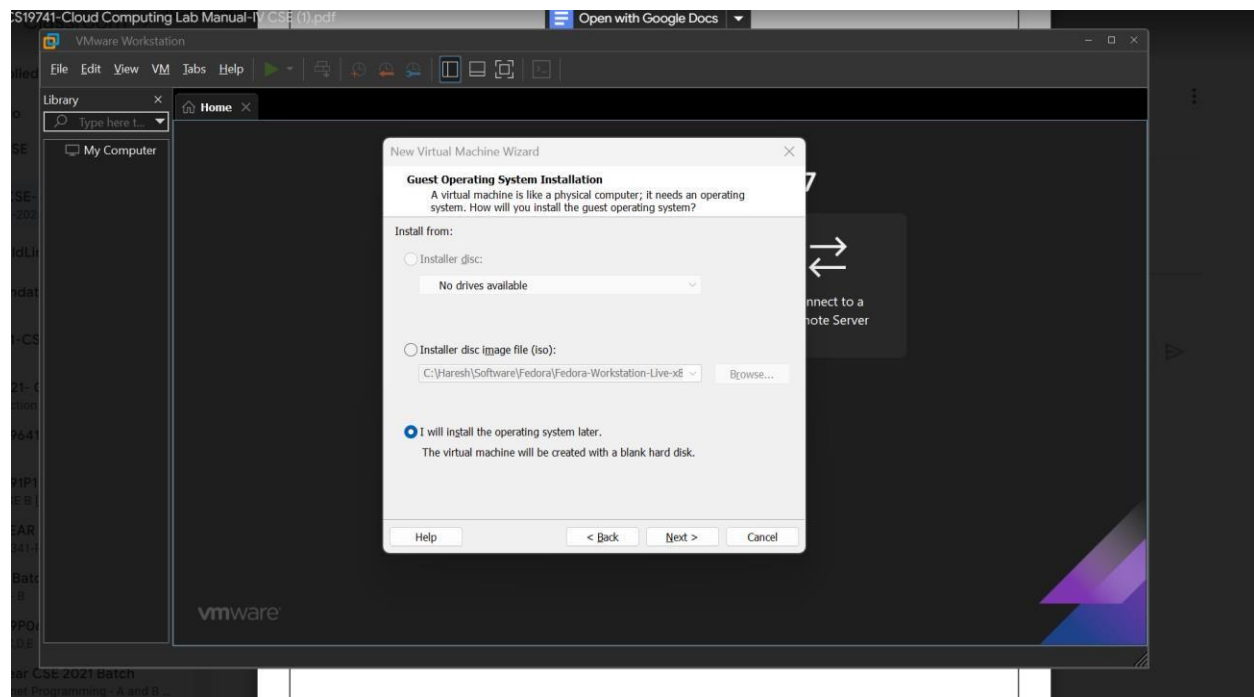 CS19741-Cloud Computing Lab Manual-IV CSE (1).pdf
Open with Google Docs
VMware Workstation
File Edit View VM Tabs Help
Library
Home
Type here t...
My Computer
New Virtual Machine Wizard
Guest Operating System Installation
A virtual machine is like a physical computer; it needs an operating
system. How will you install the guest operating system?
Install from:
Installer disc:
No drives available
nnect to a
note Server
Installer disc image file (iso):
C:\Haresh\Software\Fedora\Fedora-Workstation-Live-x8
Browse...
I will install the operating system later.
The virtual machine will be created with a blank hard disk.
Help
< Back
Next >
Cancel
vmware
7
ear CSE 2021 Batch
net Programming - A and B